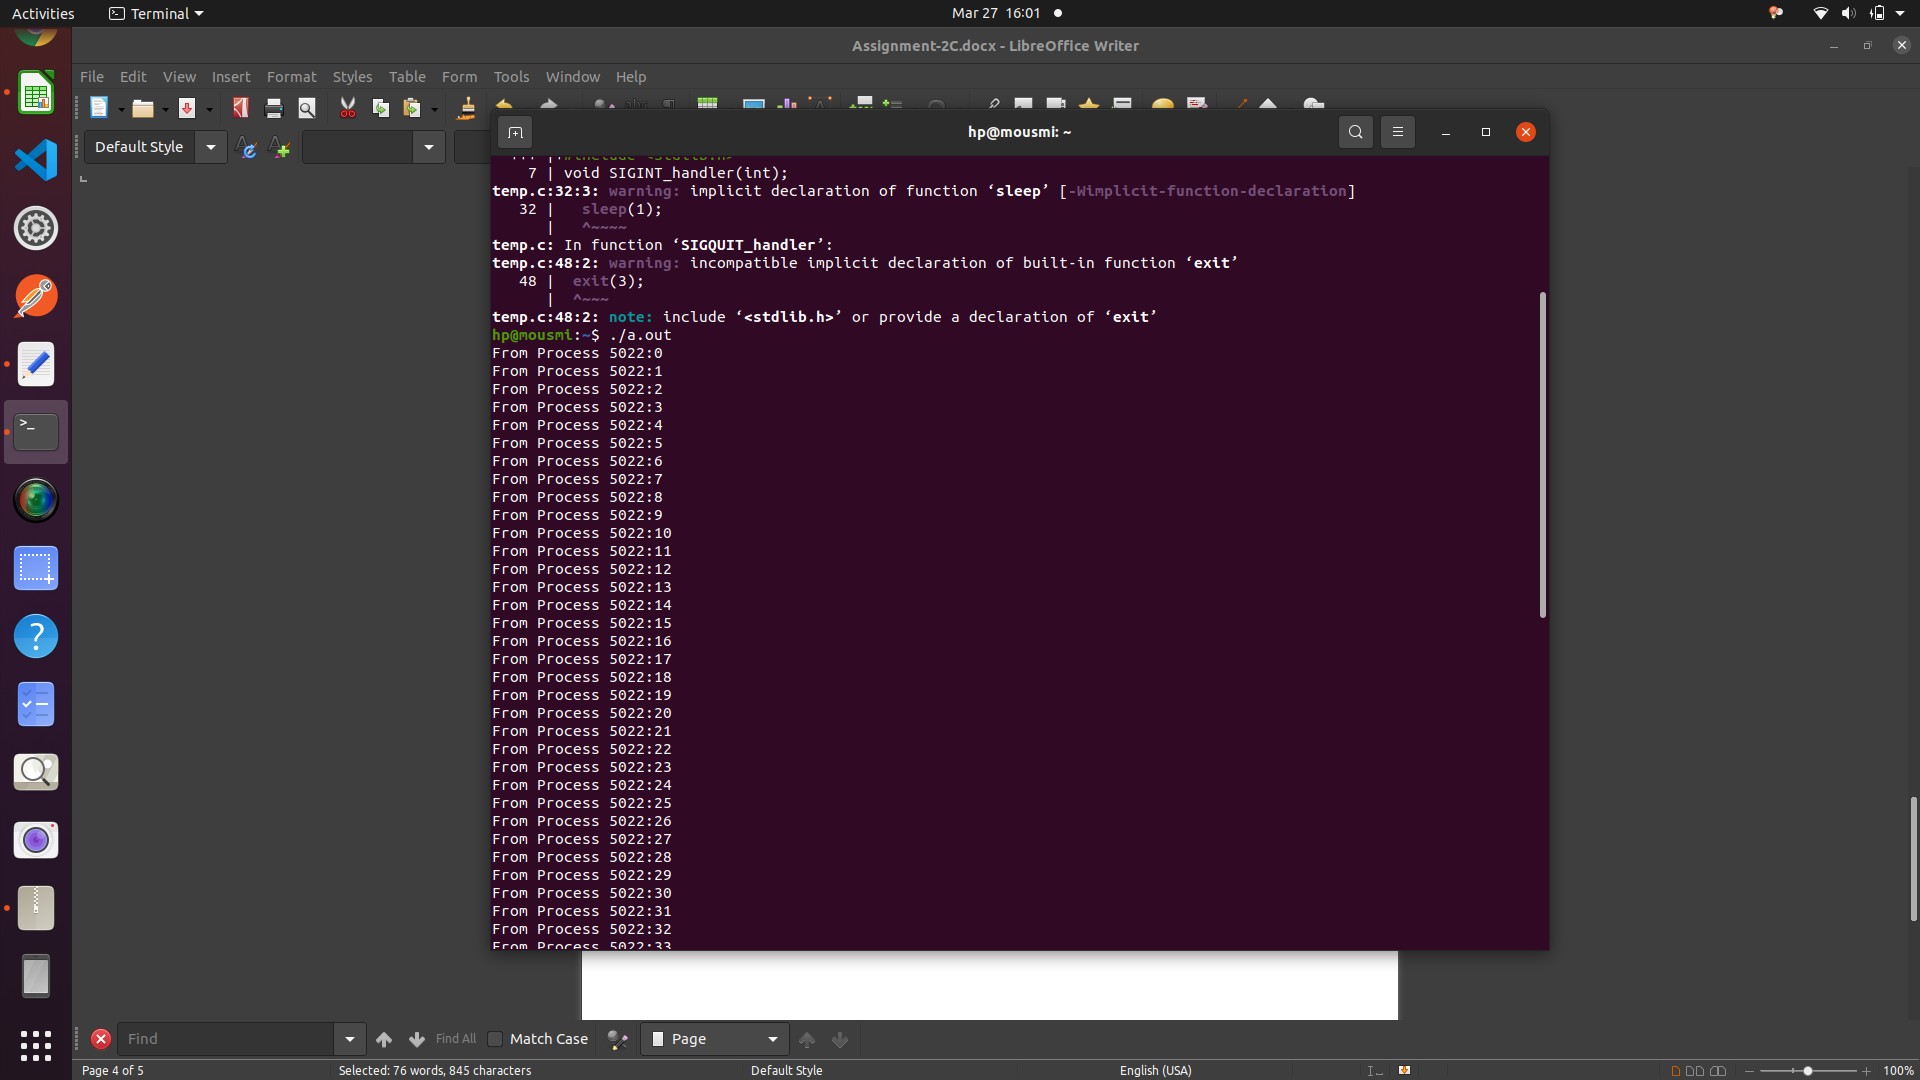 Activities Terminal Mar 27 16:01
Assignment-2C.docx - LibreOffice Writer
File Edit View Insert Format Styles Table Form Tools Window Help
hp@mousmi: ~
Default Style
+++ |+#include <stdlib.h>
7 | void SIGINT_handler(int);
temp.c:32:3: warning: implicit declaration of function ‘sleep’ [-Wimplicit-function-declaration]
32 | sleep(1);
| ^~~~~
temp.c: In function ‘SIGQUIT_handler’:
temp.c:48:2: warning: incompatible implicit declaration of built-in function ‘exit’
48 | exit(3);
| ^~~~
temp.c:48:2: note: include ‘<stdlib.h>’ or provide a declaration of ‘exit’
hp@mousmi:~$ ./a.out
From Process 5022:0
From Process 5022:1
From Process 5022:2
From Process 5022:3
From Process 5022:4
From Process 5022:5
From Process 5022:6
From Process 5022:7
From Process 5022:8
From Process 5022:9
From Process 5022:10
From Process 5022:11
From Process 5022:12
From Process 5022:13
From Process 5022:14
From Process 5022:15
From Process 5022:16
From Process 5022:17
From Process 5022:18
From Process 5022:19
From Process 5022:20
From Process 5022:21
From Process 5022:22
From Process 5022:23
From Process 5022:24
From Process 5022:25
From Process 5022:26
From Process 5022:27
From Process 5022:28
From Process 5022:29
From Process 5022:30
From Process 5022:31
From Process 5022:32
From Process 5022:33
Find Find All Match Case Page
Page 4 of 5 Selected: 76 words, 845 characters Default Style English (USA) 100%